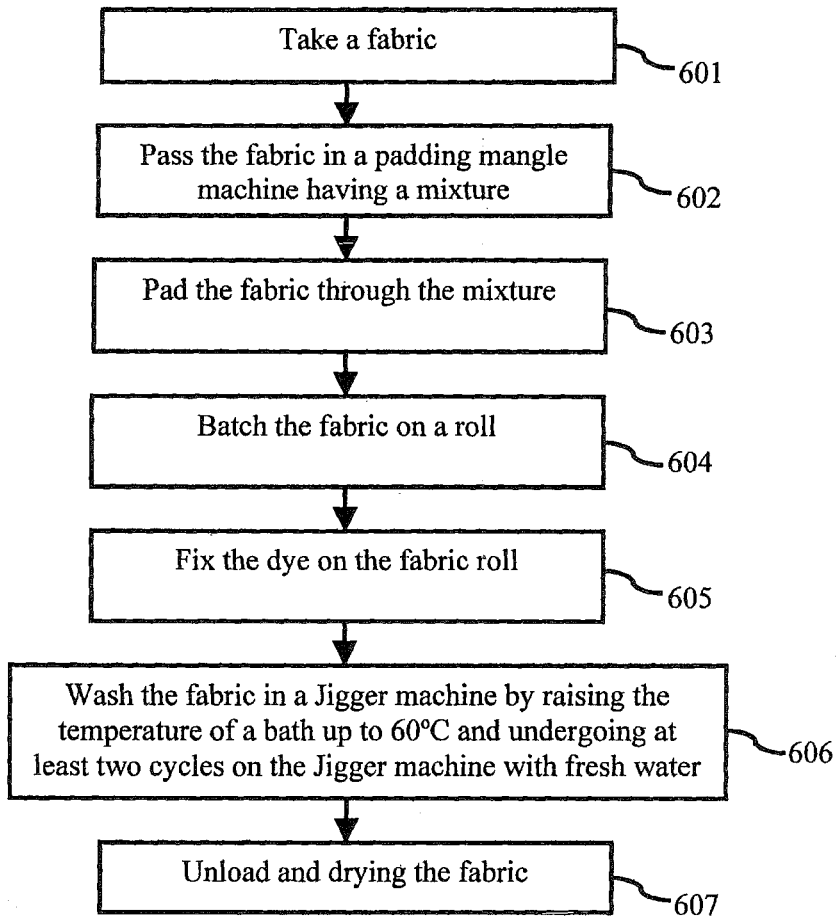 Take a fabric
601
Pass the fabric in a padding mangle
machine having a mixture
602
Pad the fabric through the mixture
603
Batch the fabric on a roll
604
Fix the dye on the fabric roll
605
Wash the fabric in a Jigger machine by raising the
temperature of a bath up to 60ºC and undergoing at
least two cycles on the Jigger machine with fresh water
606
Unload and drying the fabric
607